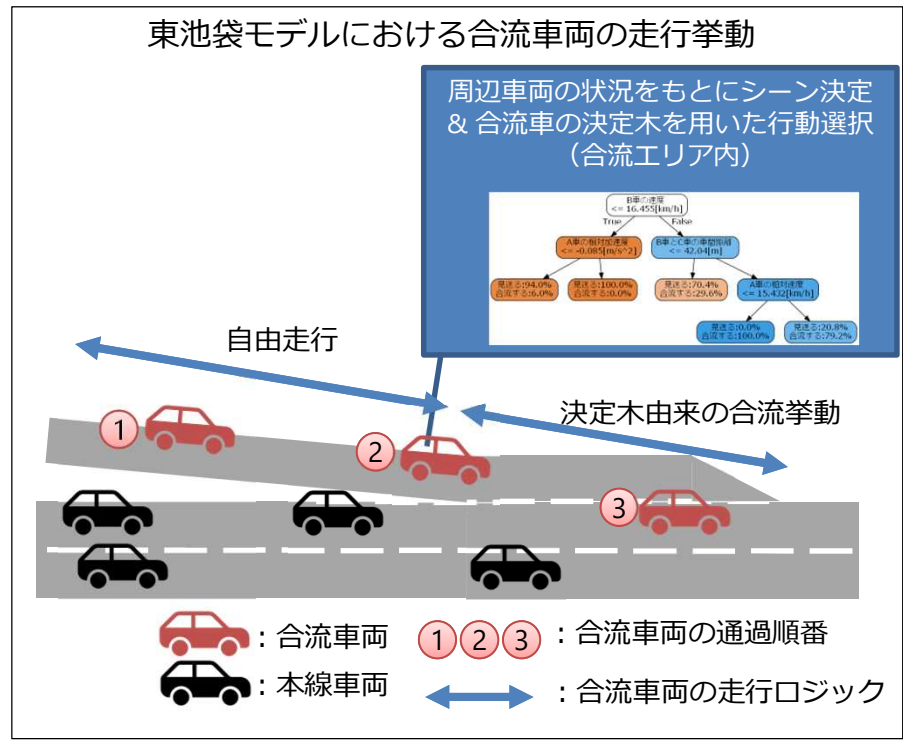 東池袋モデルにおける合流車両の走行挙動
周辺車両の状況をもとにシーン決定
& 合流車の決定木を用いた行動選択
（合流エリア内）
B車の速度
<= 16.455[km/h]
True
False
A車の相対加速度
<= -0.085[m/s^2]
B車とC車の車間距離
<= 42.04[m]
見送る:94.0%
合流する:6.0%
見送る:100.0%
合流する:0.0%
見送る:70.4%
合流する:29.6%
A車の相対速度
<= 15.432[km/h]
見送る:0.0%
合流する:100.0%
見送る:20.8%
合流する:79.2%
自由走行
決定木由来の合流挙動
1
2
3
：合流車両
1 2 3 ：合流車両の通過順番
：本線車両
：合流車両の走行ロジック